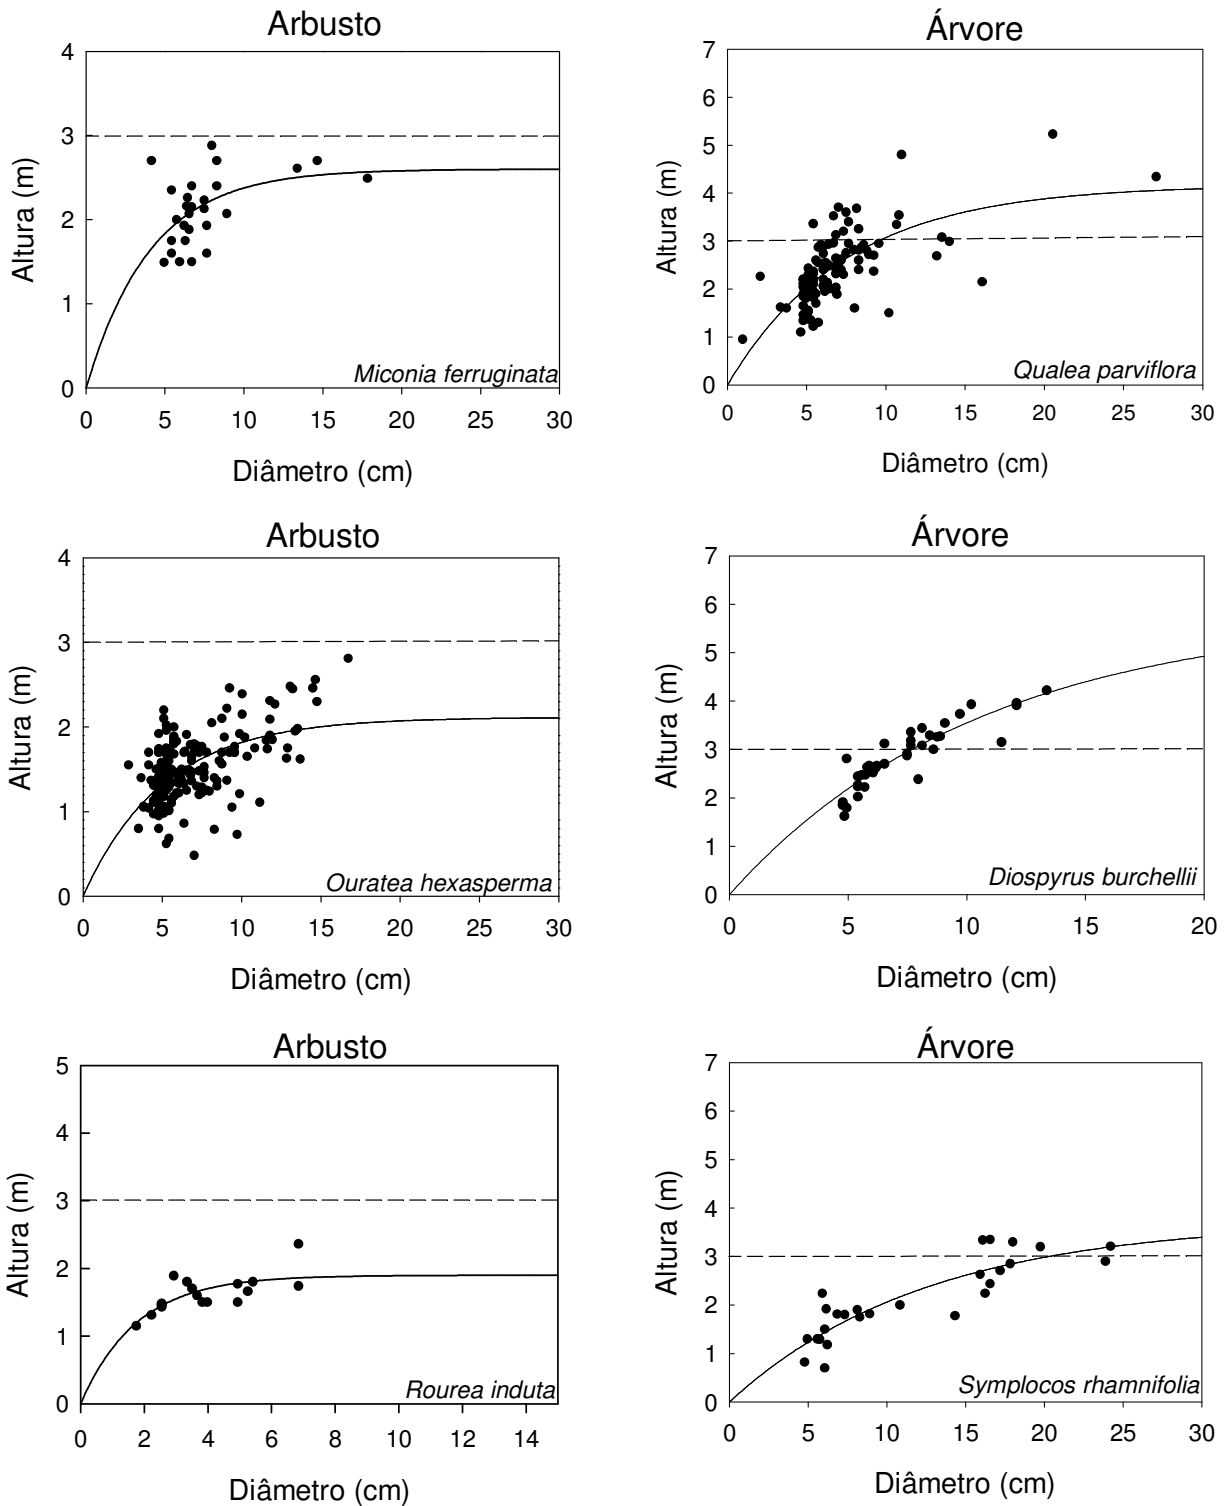 Arbusto
4
3
2
1
0
Altura (m)
Miconia ferruginata
0 5 10 15 20 25 30
Diâmetro (cm)
Árvore
7
6
5
4
3
2
1
0
Altura (m)
Qualea parviflora
0 5 10 15 20 25 30
Diâmetro (cm)
Arbusto
4
3
2
1
0
Altura (m)
Ouratea hexasperma
0 5 10 15 20 25 30
Diâmetro (cm)
Árvore
7
6
5
4
3
2
1
0
Altura (m)
Diospyrus burchellii
0 5 10 15 20
Diâmetro (cm)
Arbusto
5
4
3
2
1
0
Altura (m)
Rourea induta
0 2 4 6 8 10 12 14
Diâmetro (cm)
Árvore
7
6
5
4
3
2
1
0
Altura (m)
Symplocos rhamnifolia
0 5 10 15 20 25 30
Diâmetro (cm)